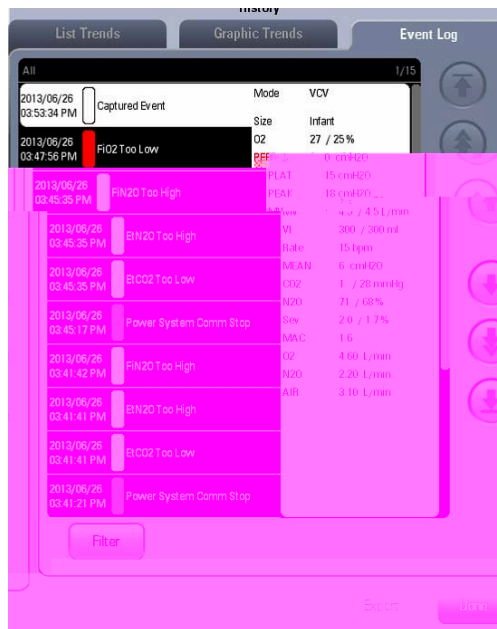 History
List Trends
Graphic Trends
Event Log
All
1/15
2013/06/26
03:53:34 PM
Captured Event
2013/06/26
03:47:56 PM
FiO2 Too Low
2013/06/26
03:45:35 PM
FiN2O Too High
2013/06/26
03:45:35 PM
EtN2O Too High
2013/06/26
03:45:35 PM
EtCO2 Too Low
2013/06/26
03:45:17 PM
Power System Comm Stop
2013/06/26
03:41:42 PM
FiN2O Too High
2013/06/26
03:41:41 PM
EtN2O Too High
2013/06/26
03:41:41 PM
EtCO2 Too Low
2013/06/26
03:41:21 PM
Power System Comm Stop
Mode VCV
Size Infant
O2 27 / 25 %
0 cmH2O
PLAT 15 cmH2O
PEAK 18 cmH2O
4.5 L/min
300 / 300 ml
Rate 15 bpm
MEAN 6 cmH2O
CO2 1 / 28 mmHg
N2O 71 / 68 %
Sev 2.0 / 1.7 %
MAC 1.6
O2 4.60 L/min
N2O 2.20 L/min
AIR 3.10 L/min
Filter
Export
Done